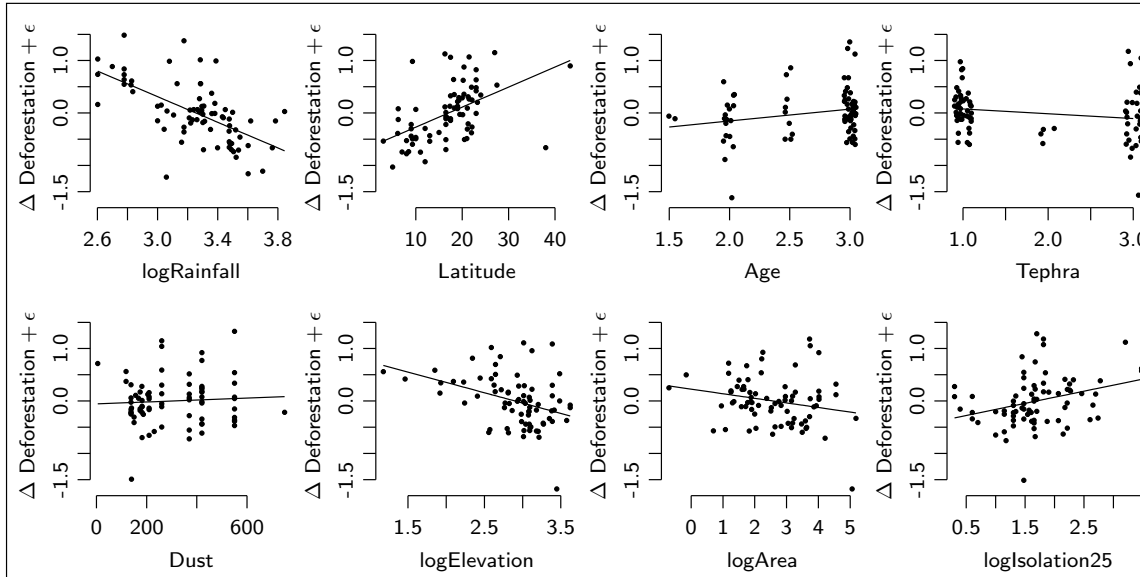 Δ Deforestation + ϵ
-1.5 0.0 1.0
2.6 3.0 3.4 3.8
logRainfall
Δ Deforestation + ϵ
-1.5 0.0 1.0
0 10 20 30 40
Latitude
Δ Deforestation + ϵ
-1.5 0.0 1.0
1.5 2.0 2.5 3.0
Age
Δ Deforestation + ϵ
-1.5 0.0 1.0
1.0 2.0 3.0
Tephra
Δ Deforestation + ϵ
-1.5 0.0 1.0
0 200 600
Dust
Δ Deforestation + ϵ
-1.5 0.0 1.0
1.5 2.5 3.5
logElevation
Δ Deforestation + ϵ
-1.5 0.0 1.0
0 1 2 3 4 5
logArea
Δ Deforestation + ϵ
-1.5 0.0 1.0
0.5 1.5 2.5
logIsolation25